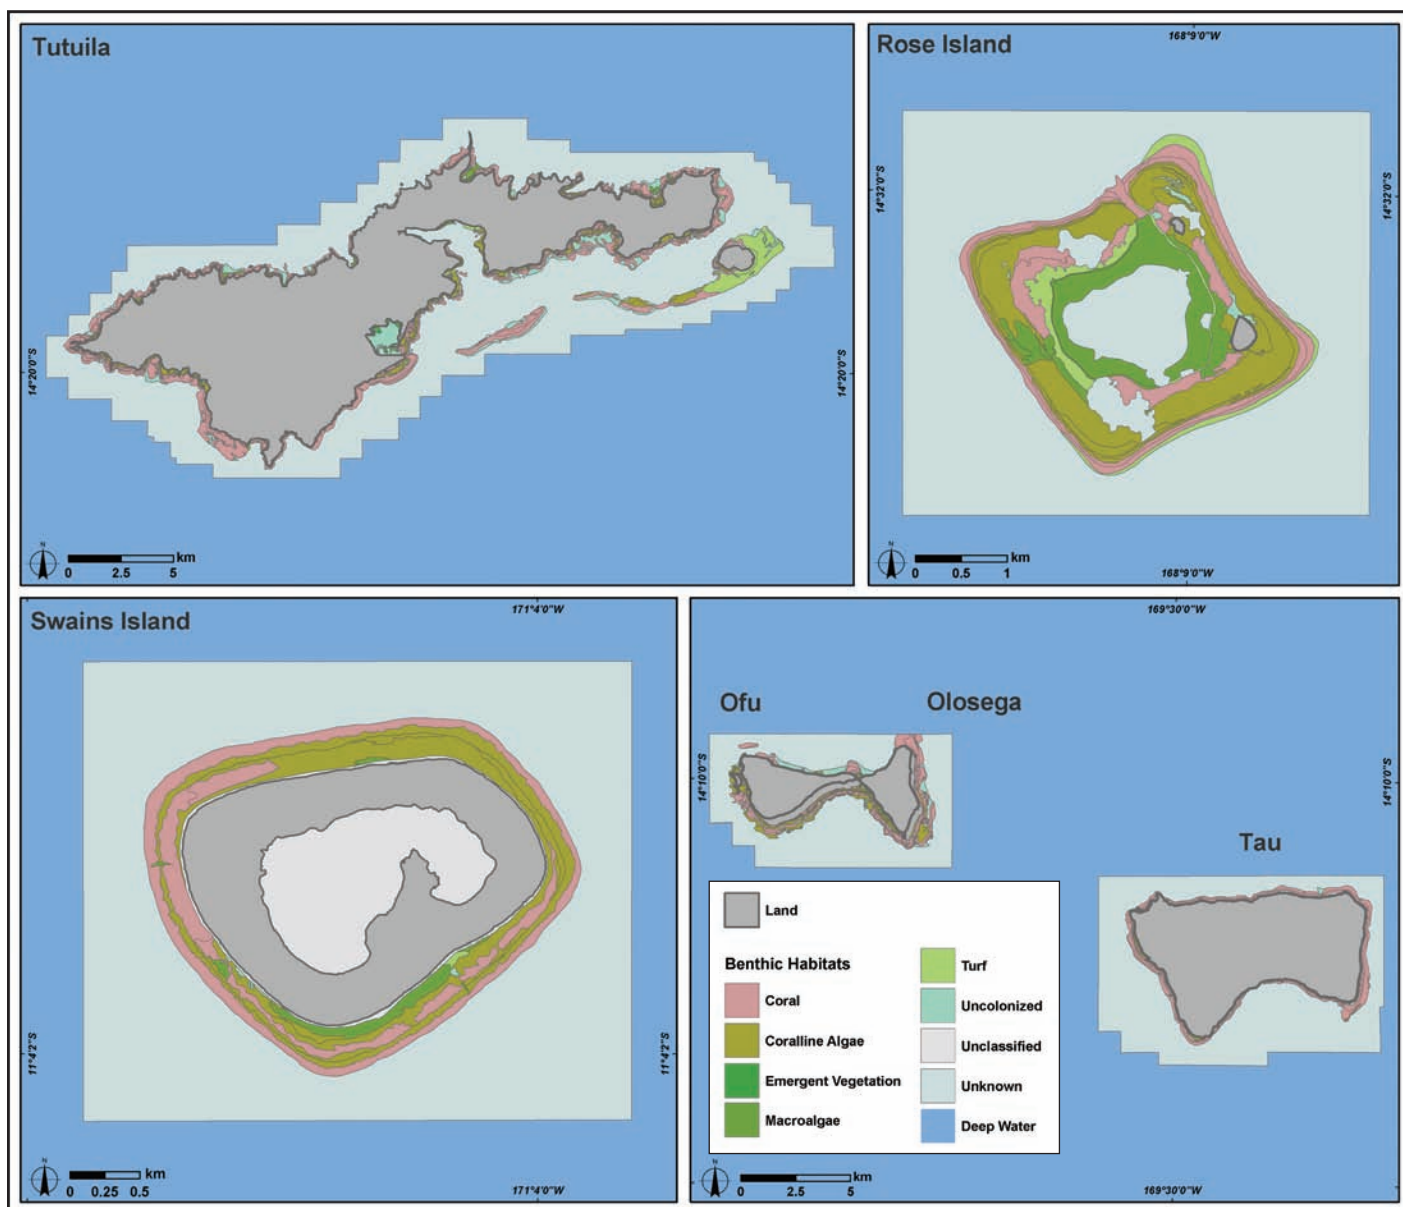 Tutuila
14°20'0"S
14°20'0"S
N
km
0 2.5 5
Rose Island
168°9'0"W
14°32'0"S
14°32'0"S
N
km
0 0.5 1
168°9'0"W
Swains Island
171°4'0"W
11°4'2"S
11°4'2"S
N
km
0 0.25 0.5
171°4'0"W
169°30'0"W
Ofu
Olosega
14°10'0"S
14°10'0"S
Tau
Land
Benthic Habitats
Coral
Coralline Algae
Emergent Vegetation
Macroalgae
Turf
Uncolonized
Unclassified
Unknown
Deep Water
N
km
0 2.5 5
169°30'0"W